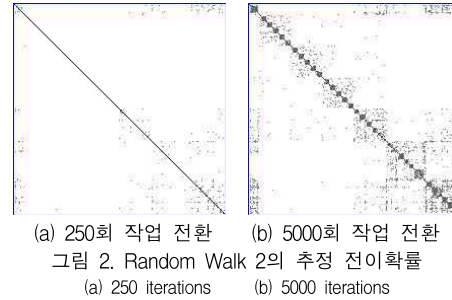 (a) 250회 작업 전환 (b) 5000회 작업 전환
그림 2. Random Walk 2의 추정 전이확률
(a) 250 iterations (b) 5000 iterations